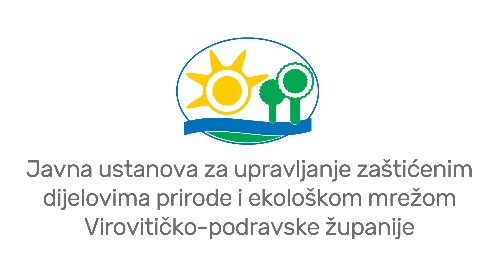 Javna ustanova za upravljanje zaštićenim
dijelovima prirode i ekološkom mrežom
Virovitičko-podravske županije